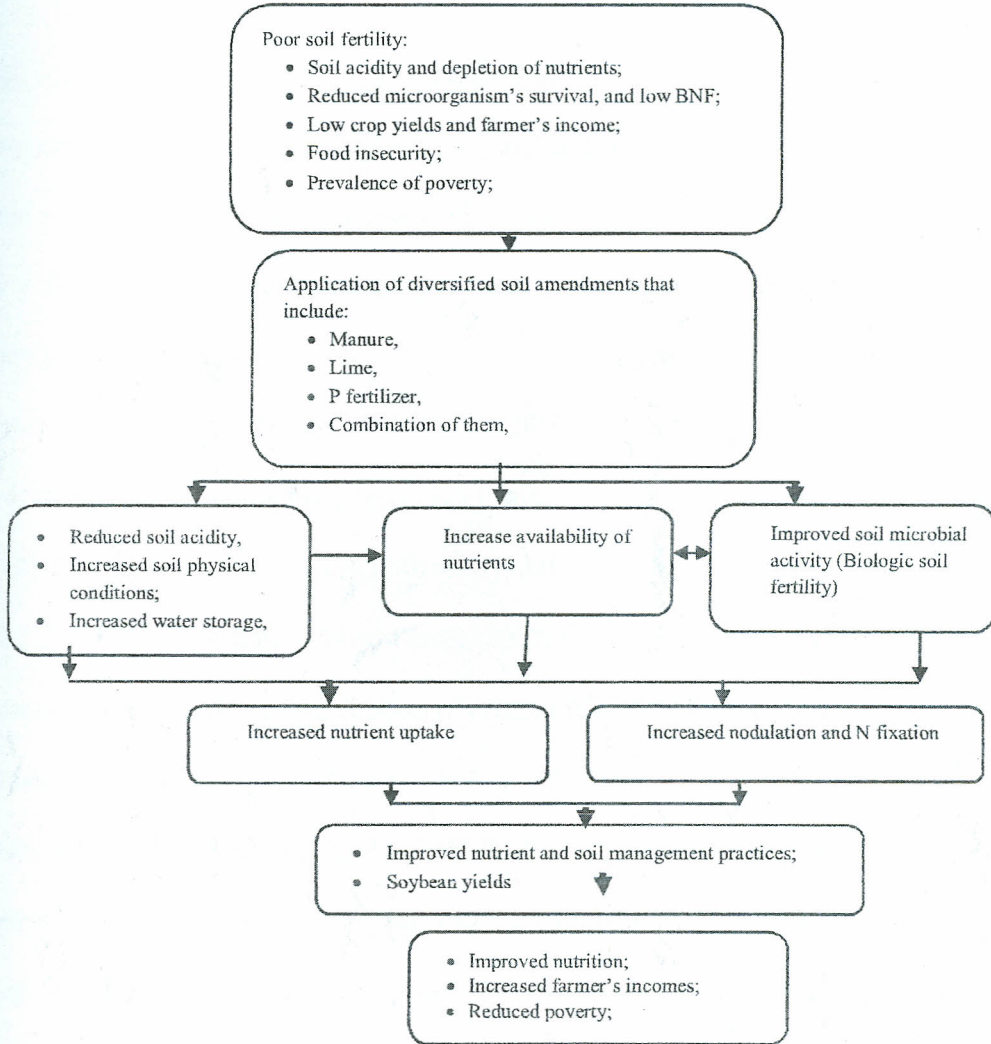 Poor soil fertility:
• Soil acidity and depletion of nutrients;
• Reduced microorganism's survival, and low BNF;
• Low crop yields and farmer's income;
• Food insecurity;
• Prevalence of poverty;
Application of diversified soil amendments that
include:
• Manure,
• Lime,
• P fertilizer,
• Combination of them,
• Reduced soil acidity,
• Increased soil physical
conditions;
• Increased water storage,
Increase availability of
nutrients
Improved soil microbial
activity (Biologic soil
fertility)
Increased nutrient uptake
Increased nodulation and N fixation
• Improved nutrient and soil management practices;
• Soybean yields
• Improved nutrition;
• Increased farmer's incomes;
• Reduced poverty;